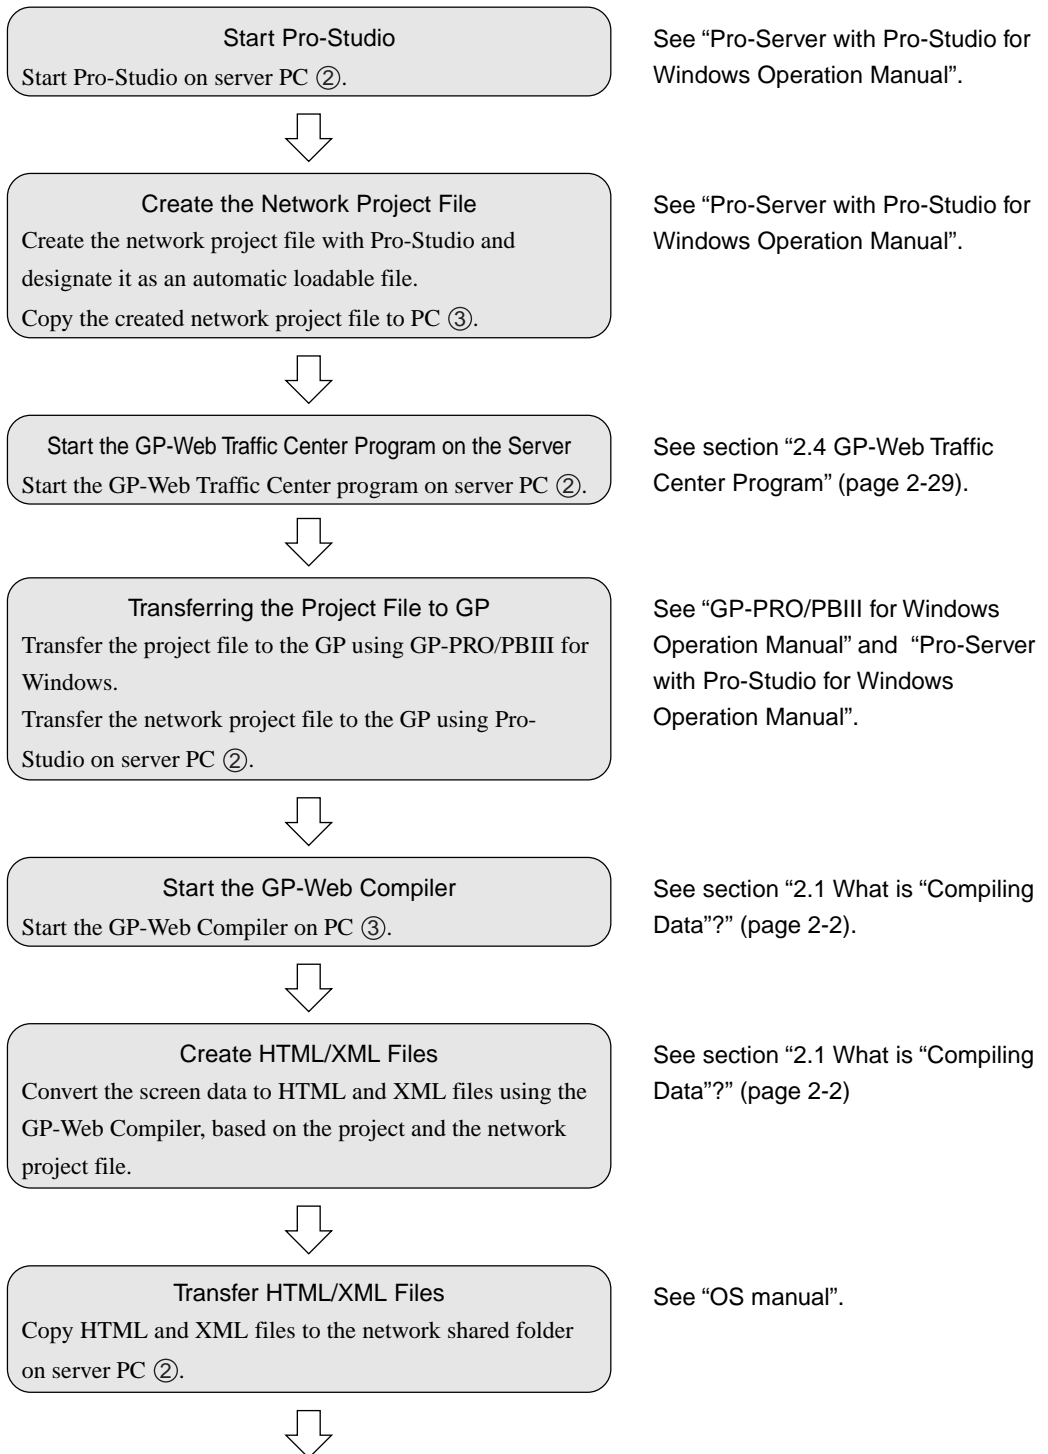 Start Pro-Studio
Start Pro-Studio on server PC ②.
See “Pro-Server with Pro-Studio for
Windows Operation Manual”.
Create the Network Project File
Create the network project file with Pro-Studio and
designate it as an automatic loadable file.
Copy the created network project file to PC ③.
See “Pro-Server with Pro-Studio for
Windows Operation Manual”.
Start the GP-Web Traffic Center Program on the Server
Start the GP-Web Traffic Center program on server PC ②.
See section “2.4 GP-Web Traffic
Center Program” (page 2-29).
Transferring the Project File to GP
Transfer the project file to the GP using GP-PRO/PBIII for
Windows.
Transfer the network project file to the GP using Pro-
Studio on server PC ②.
See “GP-PRO/PBIII for Windows
Operation Manual” and “Pro-Server
with Pro-Studio for Windows
Operation Manual”.
Start the GP-Web Compiler
Start the GP-Web Compiler on PC ③.
See section “2.1 What is “Compiling
Data”?” (page 2-2).
Create HTML/XML Files
Convert the screen data to HTML and XML files using the
GP-Web Compiler, based on the project and the network
project file.
See section “2.1 What is “Compiling
Data”?” (page 2-2)
Transfer HTML/XML Files
Copy HTML and XML files to the network shared folder
on server PC ②.
See “OS manual”.